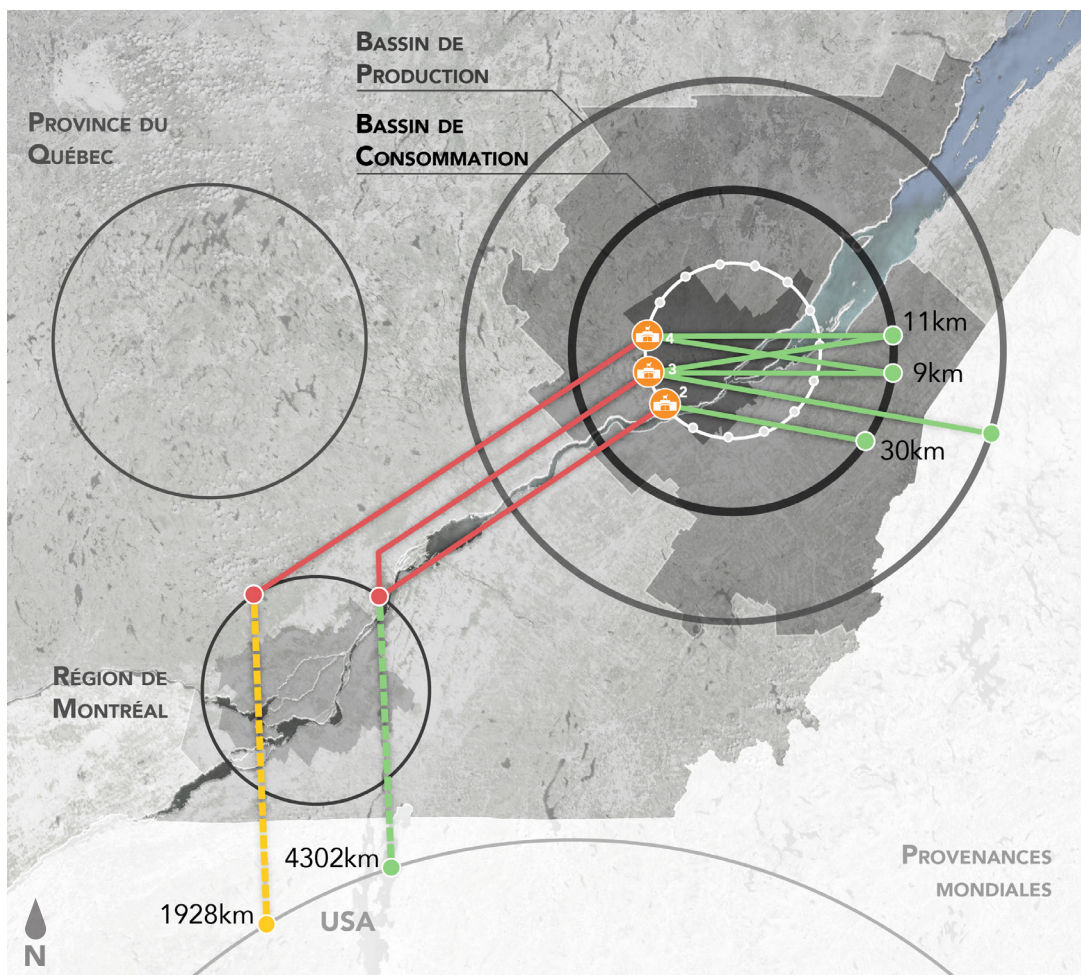 BASSIN DE
PRODUCTION
BASSIN DE
CONSOMMATION
PROVINCE DU
QUÉBEC
11km
4
3
9km
2
30km
RÉGION DE
MONTRÉAL
4302km
PROVENANCES
MONDIALES
1928km
USA
N